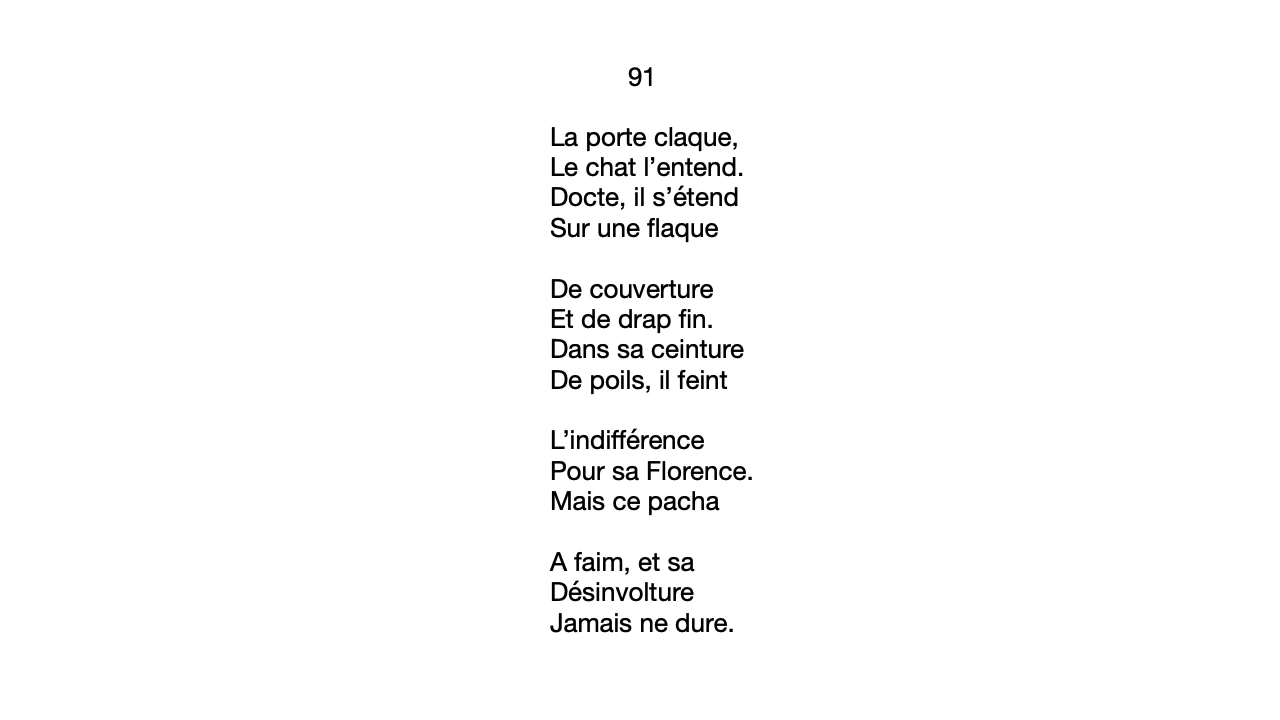 91
La porte claque,
Le chat l’entend.
Docte, il s’étend
Sur une flaque
De couverture
Et de drap fin.
Dans sa ceinture
De poils, il feint
L’indifférence
Pour sa Florence.
Mais ce pacha
A faim, et sa
Désinvolture
Jamais ne dure.